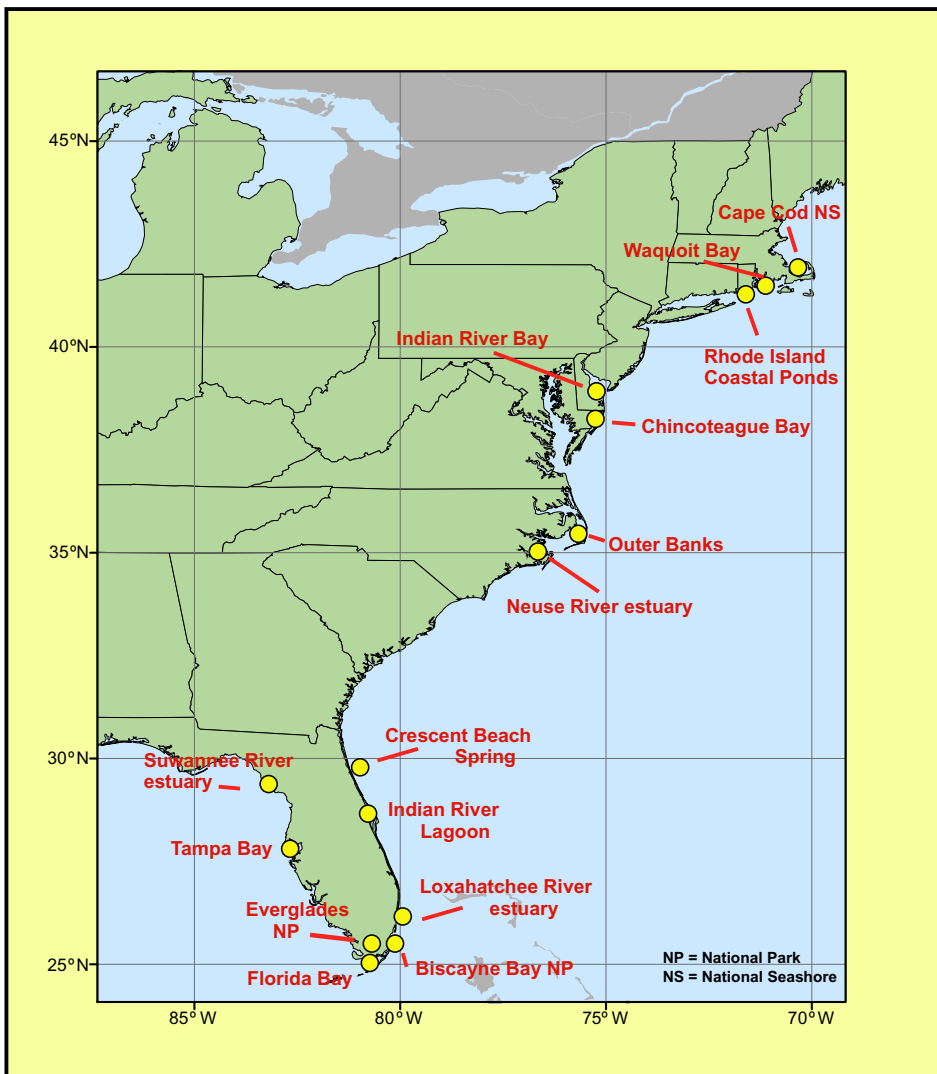 45°N
Cape Cod NS
Waquoit Bay
Indian River Bay
40°N
Rhode Island
Coastal Ponds
Chincoteague Bay
Outer Banks
35°N
Neuse River estuary
Crescent Beach
Spring
30°N
Suwannee River
estuary
Indian River
Lagoon
Tampa Bay
Loxahatchee River
estuary
Everglades
NP
Biscayne Bay NP
Florida Bay
25°N
NP = National Park
NS = National Seashore
85°W
80°W
75°W
70°W